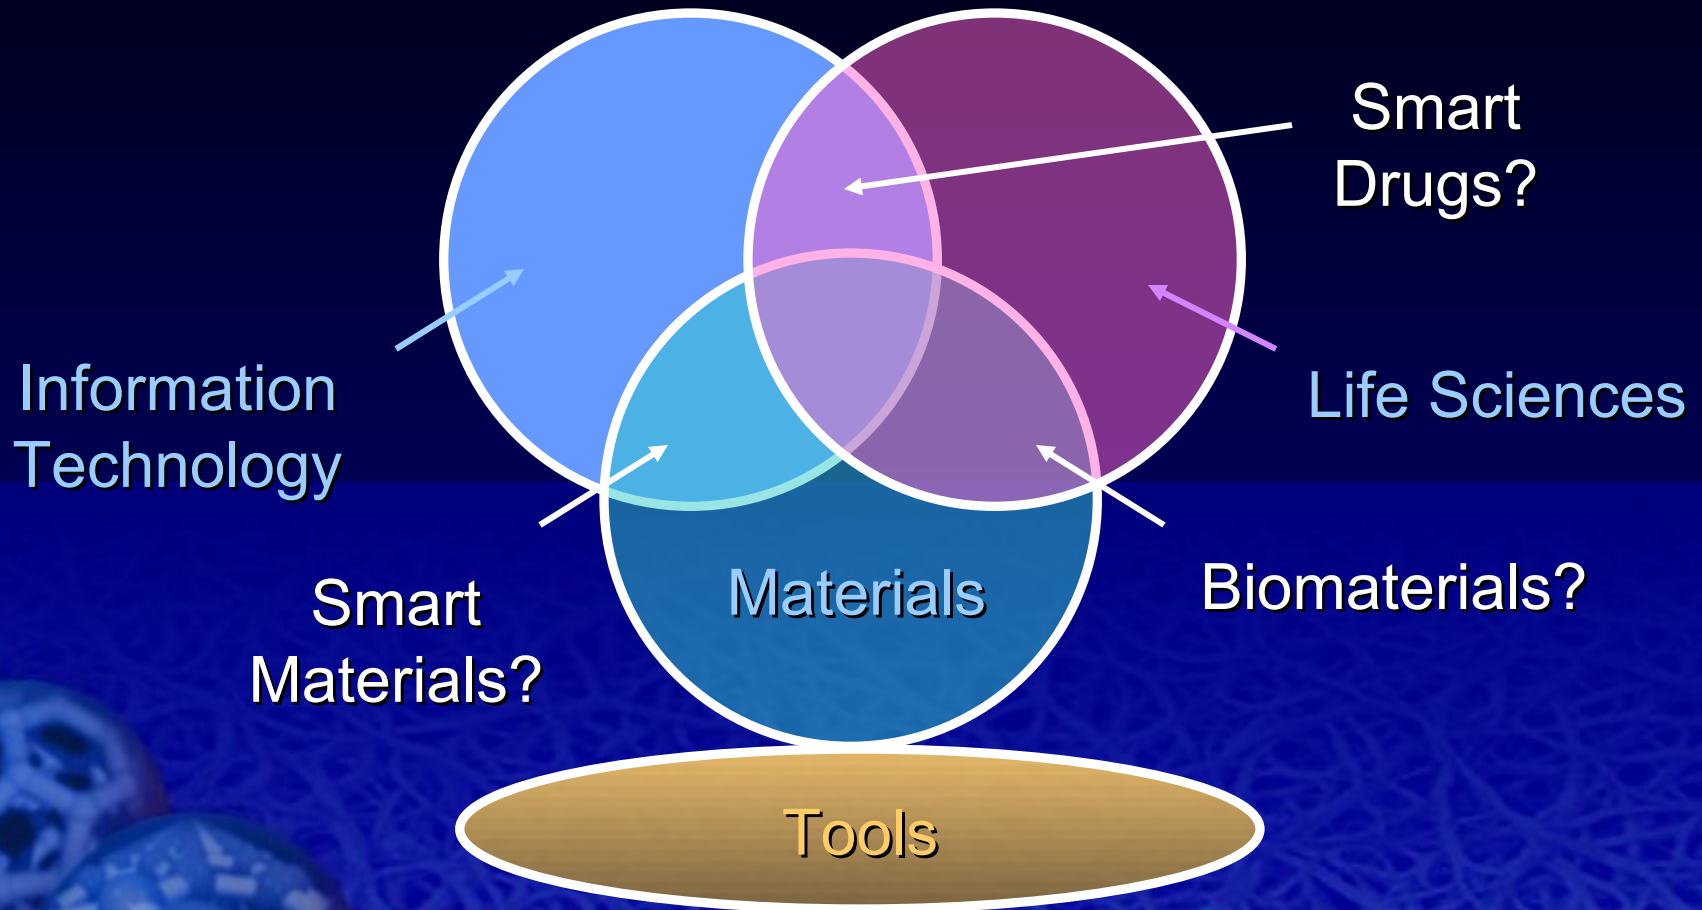 Smart
Drugs?
Information
Technology
Life Sciences
Smart
Materials?
Materials
Biomaterials?
Tools